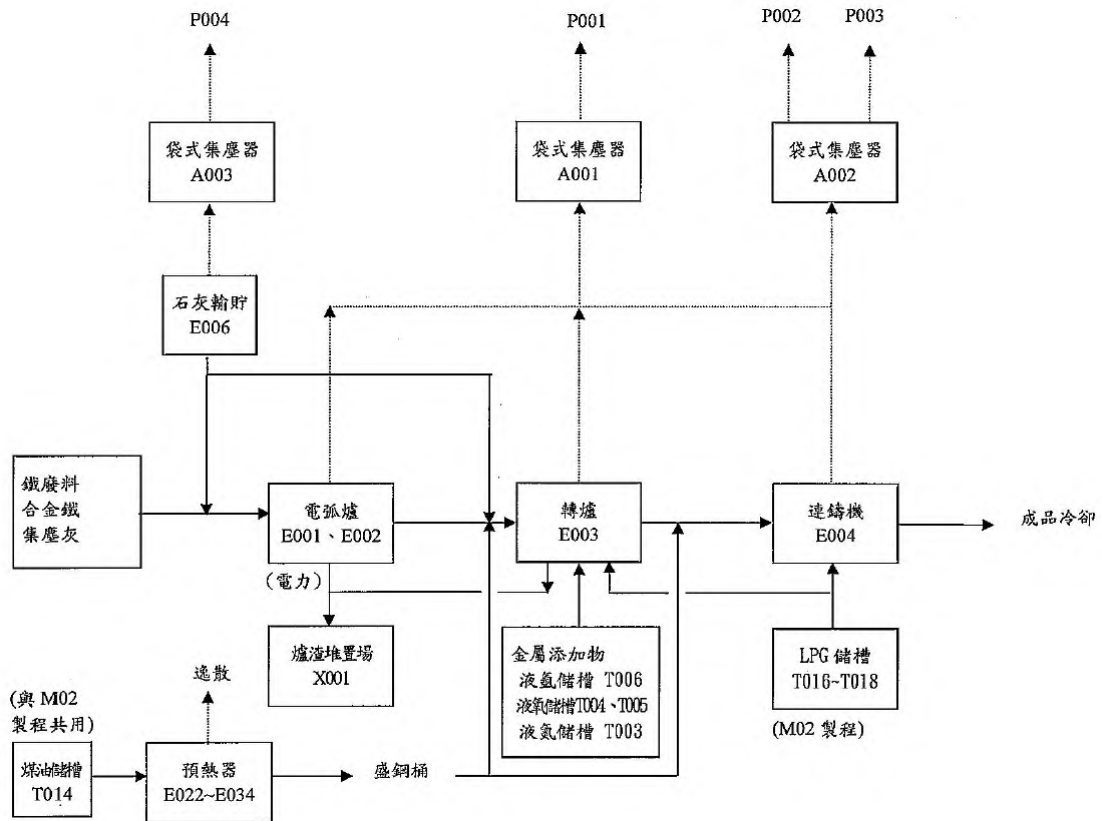 P004
P001
P002
P003
袋式集塵器
A003
袋式集塵器
A001
袋式集塵器
A002
石灰輸貯
E006
鐵廢料
合金鐵
集塵灰
電弧爐
E001、E002
(電力)
轉爐
E003
連鑄機
E004
成品冷卻
爐渣堆置場
X001
金屬添加物
液氬儲槽 T006
液氧儲槽T004、T005
液氮儲槽 T003
LPG 儲槽
T016~T018
(M02 製程)
逸散
(與 M02
製程共用)
煤油儲槽
T014
預熱器
E022~E034
盛鋼桶